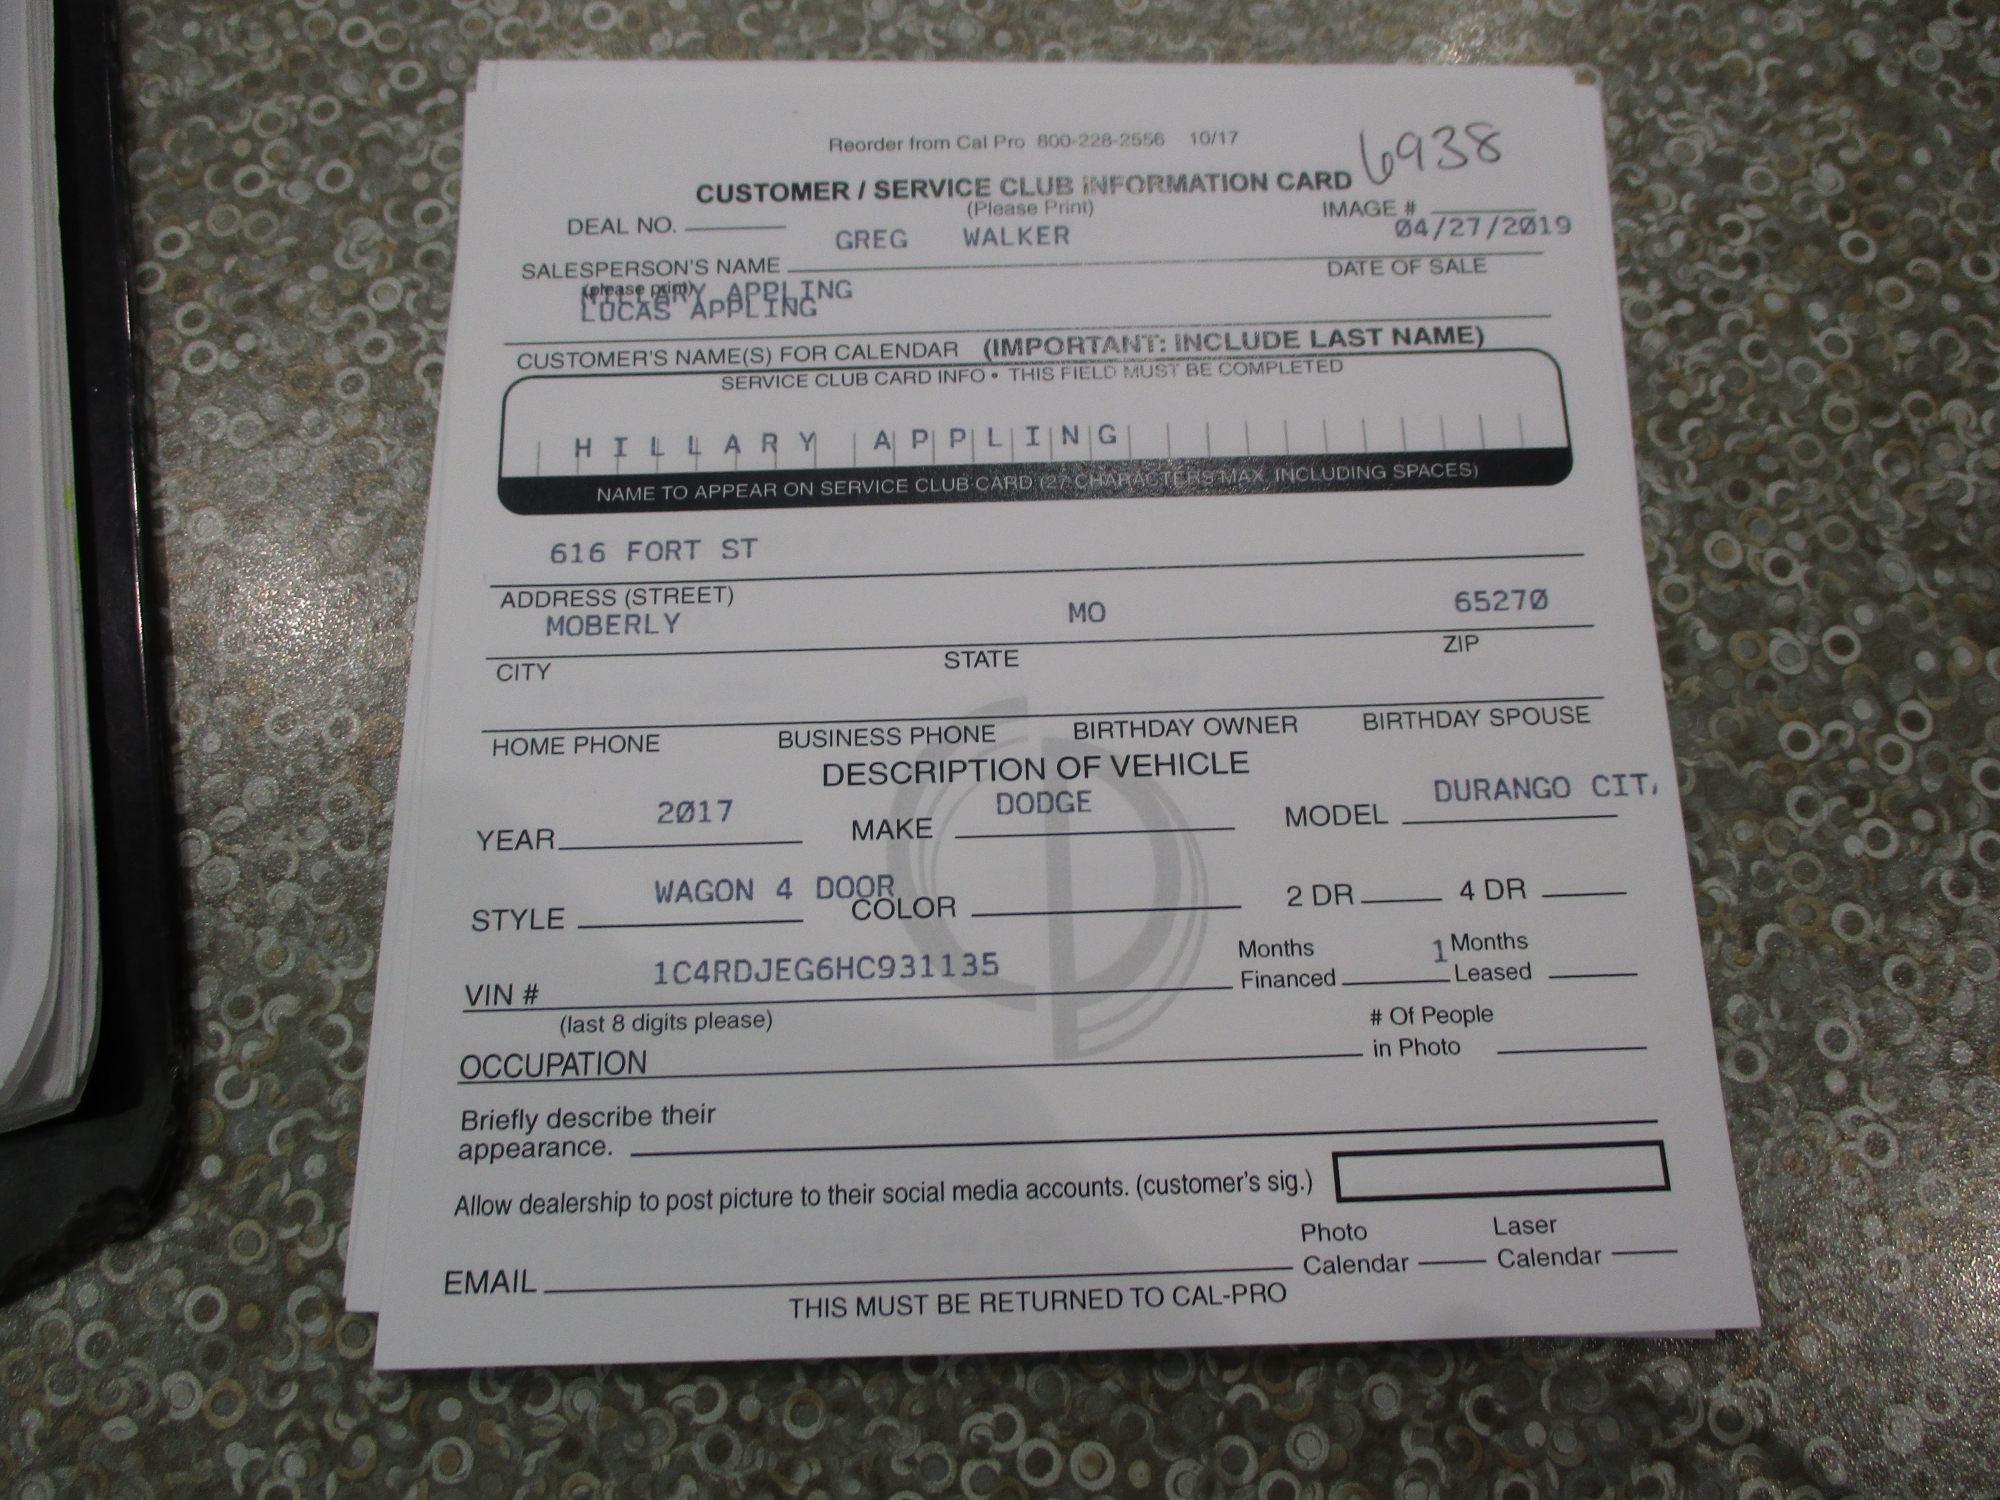 Reorder from Cal Pro 800-228-2556 10/17
6938
CUSTOMER / SERVICE CLUB INFORMATION CARD
(Please Print)
IMAGE #
DEAL NO.
GREG WALKER
04/27/2019
SALESPERSON'S NAME
DATE OF SALE
(please print)
HILLARY APPLING
LUCAS APPLING
CUSTOMER'S NAME(S) FOR CALENDAR (IMPORTANT: INCLUDE LAST NAME)
SERVICE CLUB CARD INFO • THIS FIELD MUST BE COMPLETED
HILLARY APPLING
NAME TO APPEAR ON SERVICE CLUB CARD (27 CHARACTERS MAX. INCLUDING SPACES)
616 FORT ST
ADDRESS (STREET)
MOBERLY MO 65270
CITY STATE ZIP
HOME PHONE BUSINESS PHONE BIRTHDAY OWNER BIRTHDAY SPOUSE
DESCRIPTION OF VEHICLE
YEAR 2017 MAKE DODGE MODEL DURANGO CIT
STYLE WAGON 4 DOOR COLOR 2 DR 4 DR
VIN # 1C4RDJEG6HC931135 Months Financed 1 Months Leased
(last 8 digits please)
OCCUPATION # Of People in Photo
Briefly describe their
appearance.
Allow dealership to post picture to their social media accounts. (customer's sig.)
EMAIL Photo Calendar Laser Calendar
THIS MUST BE RETURNED TO CAL-PRO